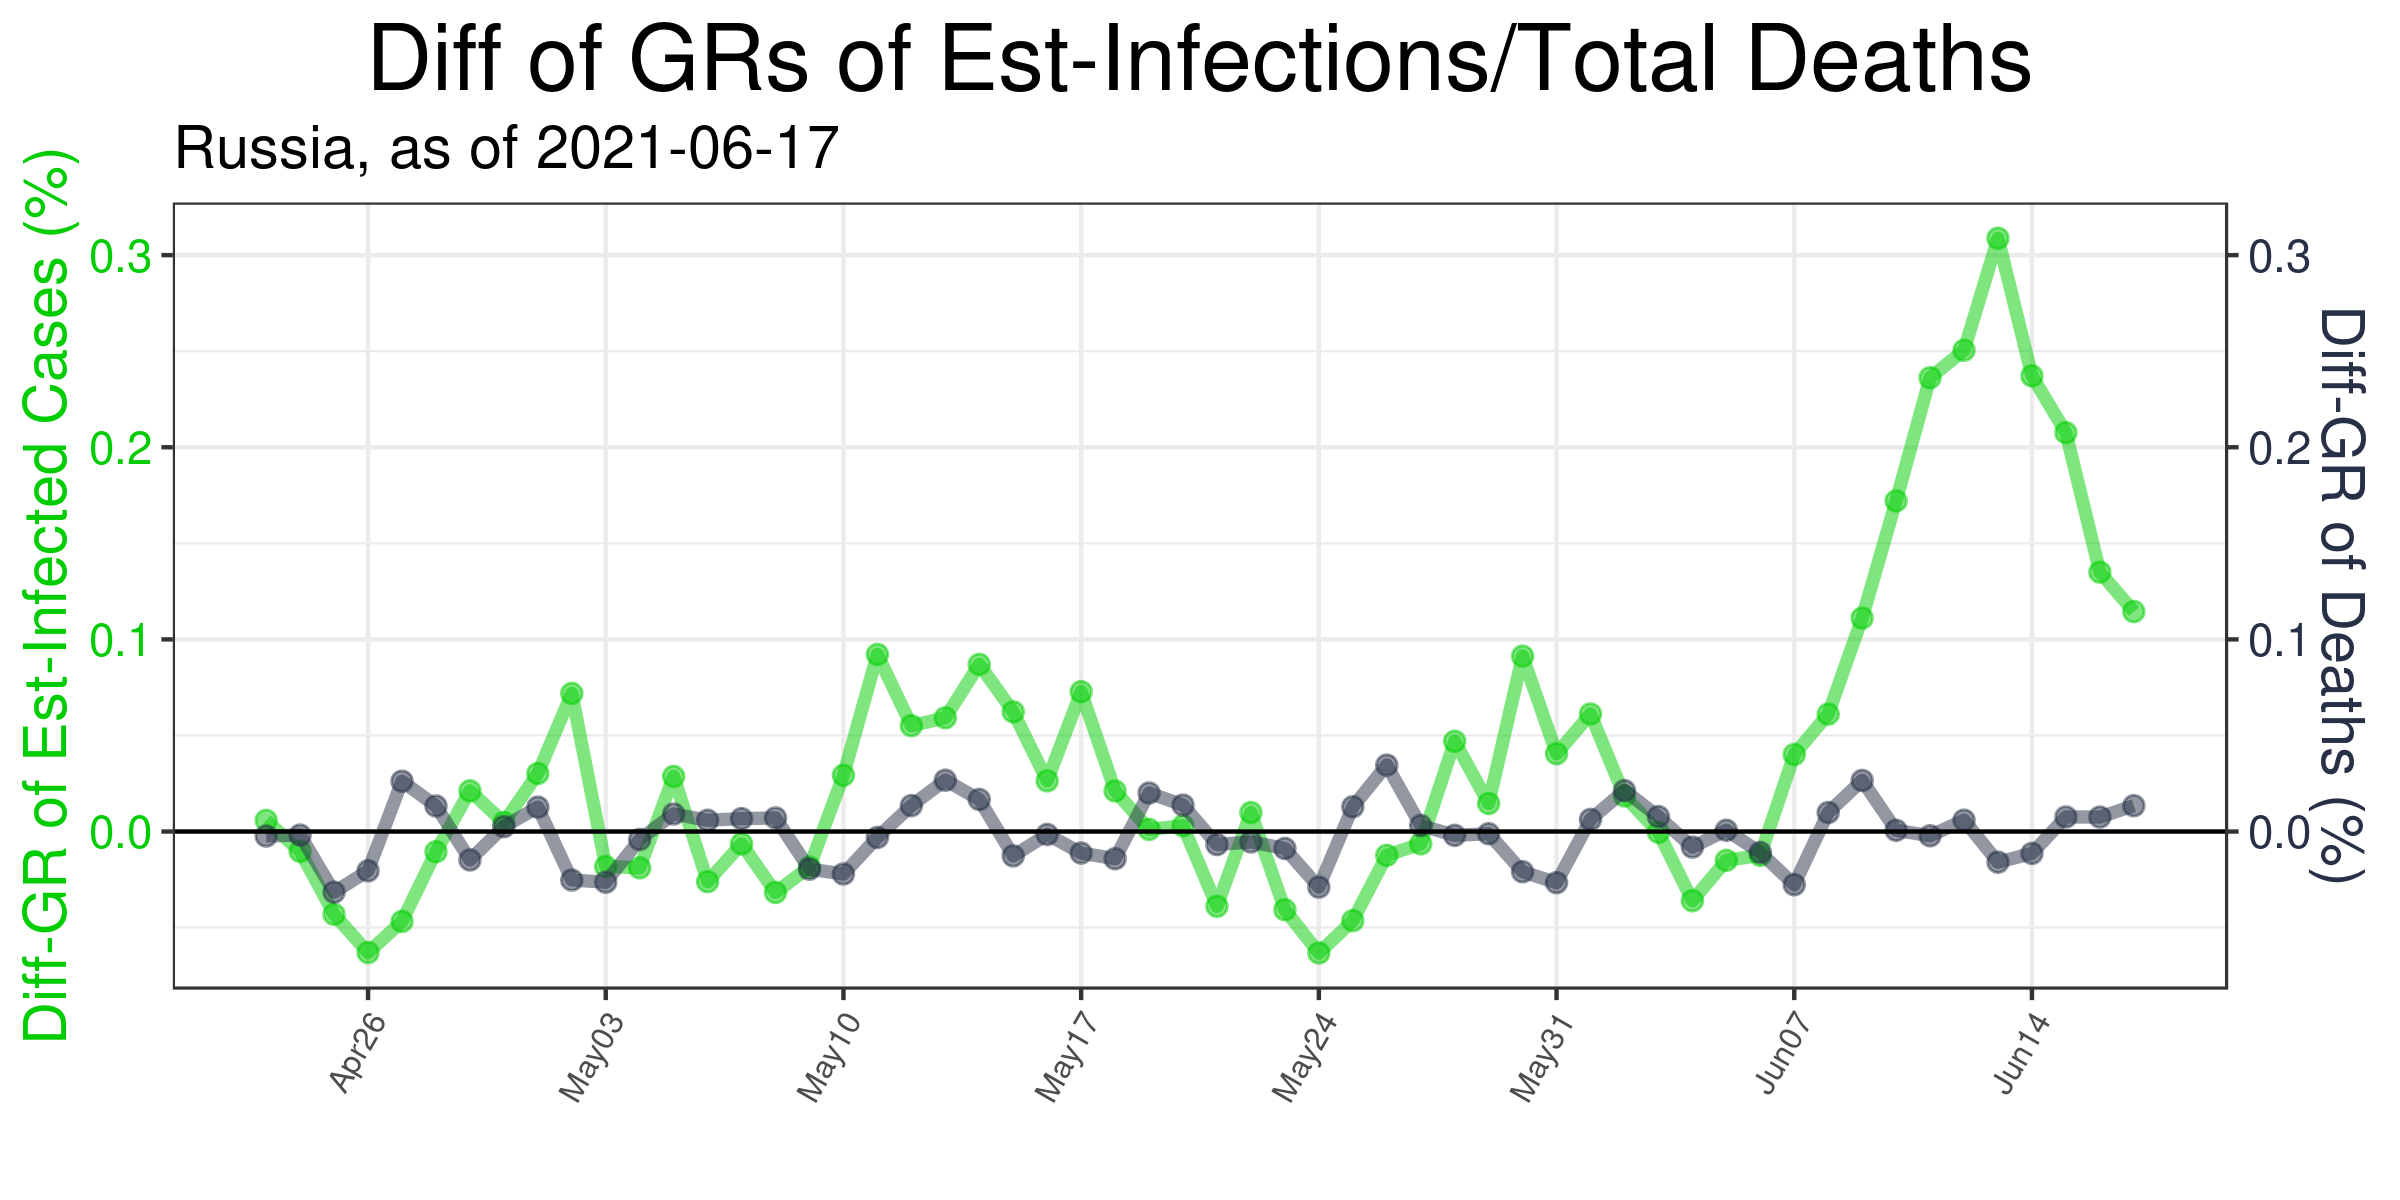 Diff of GRs of Est-Infections/Total Deaths
Russia, as of 2021-06-17
Diff-GR of Est-Infected Cases (%)
0.3
0.2
0.1
0.0
0.3
0.2
0.1
0.0
Diff-GR of Deaths (%)
Apr26
May03
May10
May17
May24
May31
Jun07
Jun14